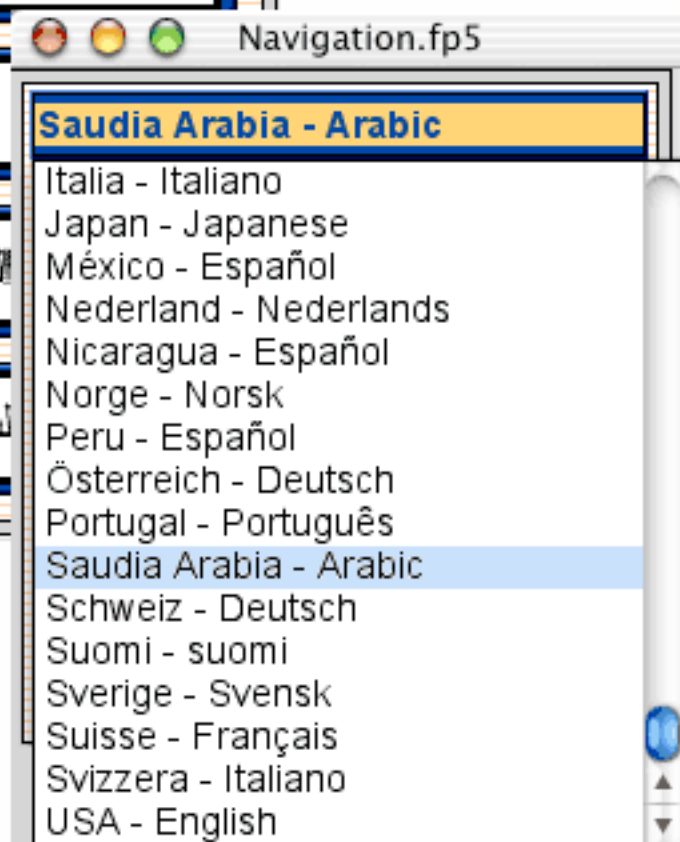 Navigation.fp5
Saudia Arabia - Arabic
Italia - Italiano
Japan - Japanese
México - Español
Nederland - Nederlands
Nicaragua - Español
Norge - Norsk
Peru - Español
Österreich - Deutsch
Portugal - Português
Saudia Arabia - Arabic
Schweiz - Deutsch
Suomi - suomi
Sverige - Svensk
Suisse - Français
Svizzera - Italiano
USA - English